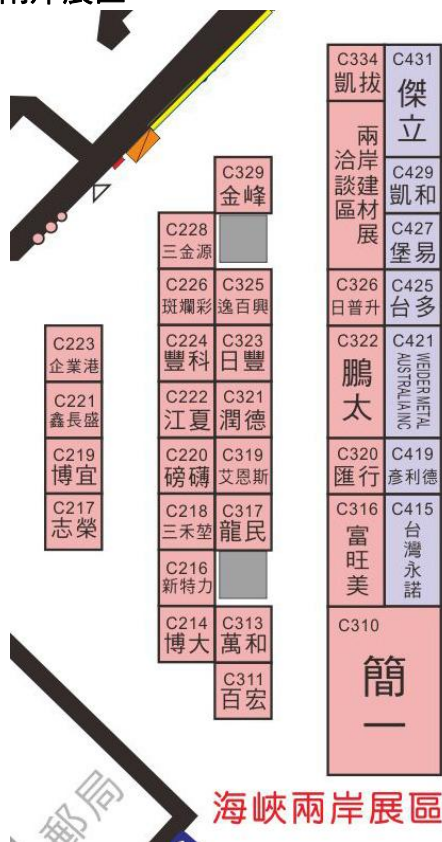 兩岸展區
C334
凱拔
C431
傑立
兩岸建材展
洽談區
C429
凱和
C427
堡易
C329
金峰
C228
三金源
C226
斑斕彩
C325
逸百興
C326
日普升
C425
台多
C223
企業港
C224
豐科
C323
日豐
C322
鵬太
C421
WEIDER METAL
AUSTRALIA INC
C221
鑫長盛
C222
江夏
C321
潤德
C219
博宜
C220
磅礴
C319
艾恩斯
C320
匯行
C419
彥利德
C217
志榮
C218
三禾堃
C317
龍民
C316
富旺美
C415
台灣永諾
C216
新特力
C214
博大
C313
萬和
C310
簡一
C311
百宏
郵局
海峽兩岸展區